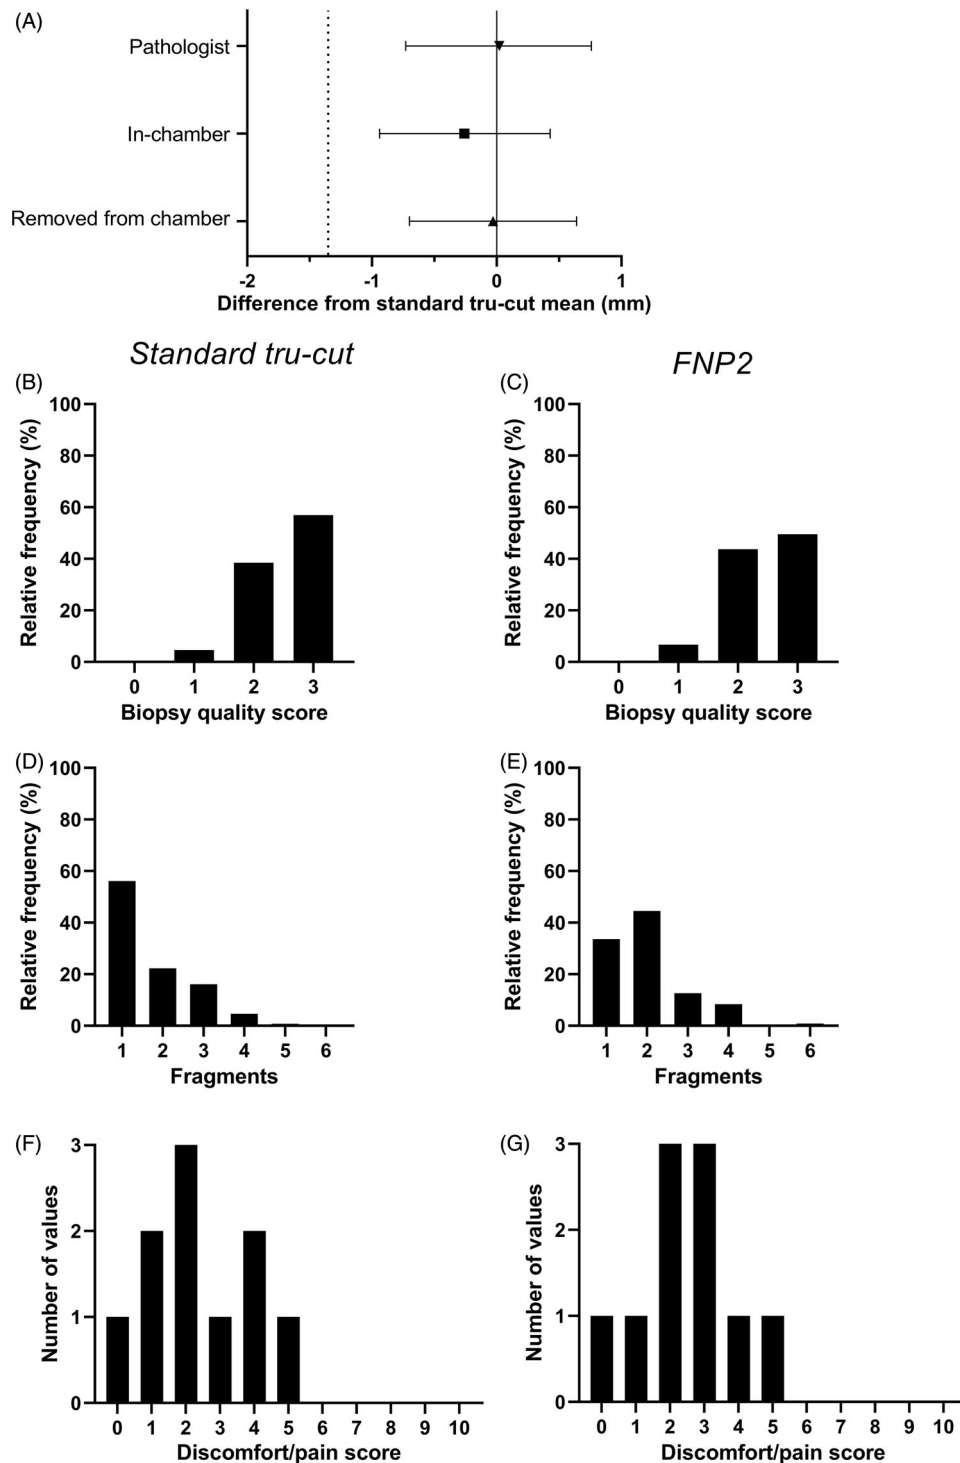 (A)
Pathologist
In-chamber
Removed from chamber
-2 -1 0 1
Difference from standard tru-cut mean (mm)
Standard tru-cut
FNP2
(B)
Relative frequency (%)
100
80
60
40
20
0
0 1 2 3
Biopsy quality score
(C)
Relative frequency (%)
100
80
60
40
20
0
0 1 2 3
Biopsy quality score
(D)
Relative frequency (%)
100
80
60
40
20
0
1 2 3 4 5 6
Fragments
(E)
Relative frequency (%)
100
80
60
40
20
0
1 2 3 4 5 6
Fragments
(F)
Number of values
3
2
1
0
0 1 2 3 4 5 6 7 8 9 10
Discomfort/pain score
(G)
Number of values
3
2
1
0
0 1 2 3 4 5 6 7 8 9 10
Discomfort/pain score